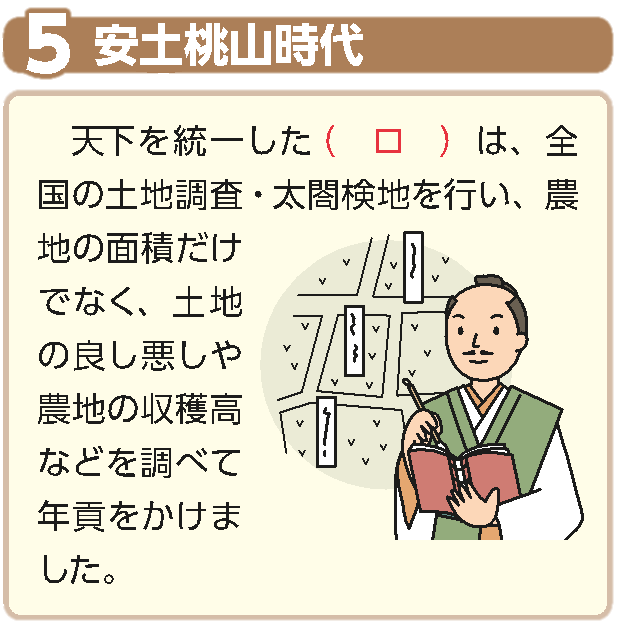 5 安土桃山時代
天下を統一した(　ロ　)は、全
国の土地調査・太閤検地を行い、農
地の面積だけ
でなく、土地
の良し悪しや
農地の収穫高
などを調べて
年貢をかけま
した。